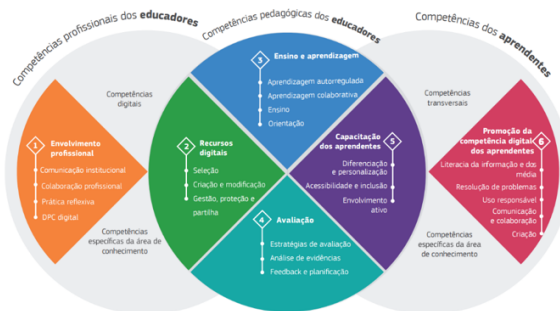 Competências profissionais dos educadores
Competências pedagógicas dos educadores
Competências dos aprendentes
Competências
digitais
Competências
transversais
3
Ensino e aprendizagem
Aprendizagem autorregulada
Aprendizagem colaborativa
Ensino
Orientação
1
Envolvimento
profissional
Comunicação institucional
Colaboração profissional
Prática reflexiva
DPC digital
2
Recursos
digitais
Seleção
Criação e modificação
Gestão, proteção e
partilha
5
Capacitação
dos aprendentes
Diferenciação
e personalização
Acessibilidade e inclusão
Envolvimento
ativo
6
Promoção da
competência digital
dos aprendentes
Literacia da informação e dos
média
Resolução de problemas
Uso responsável
Comunicação
e colaboração
Criação
4
Avaliação
Estratégias de avaliação
Análise de evidências
Feedback e planificação
Competências
específicas da área de
conhecimento
Competências
específicas da área de
conhecimento